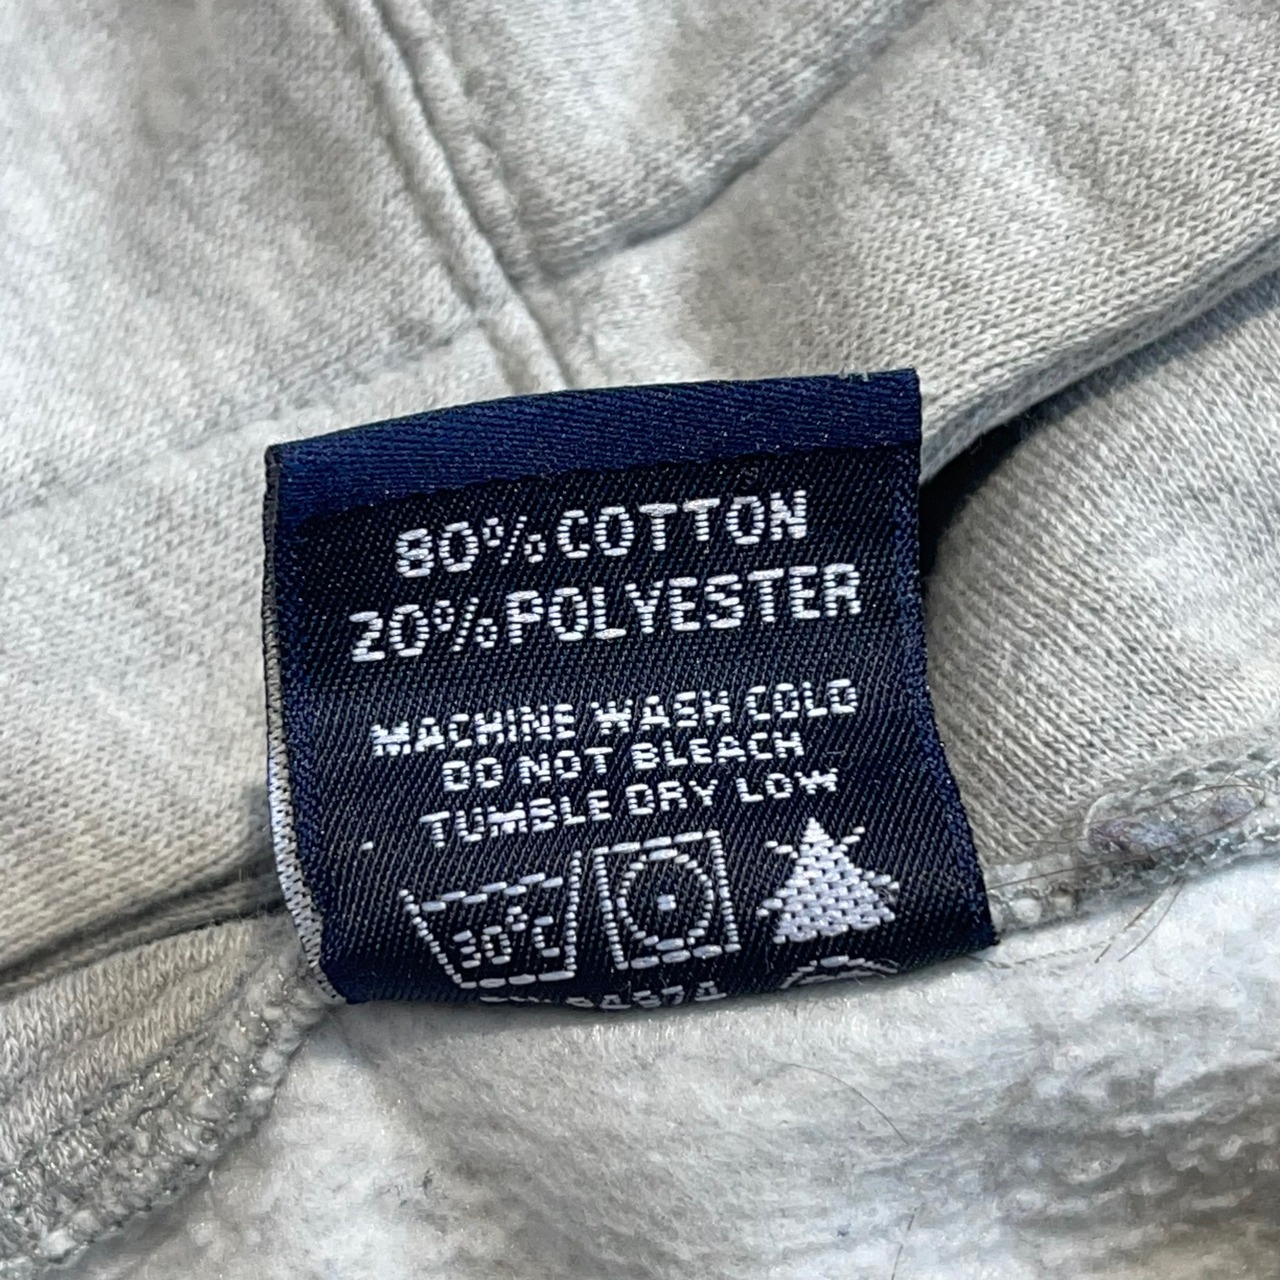 80% COTTON
20% POLYESTER
MACHINE WASH COLD
DO NOT BLEACH
TUMBLE DRY LOW
30°C